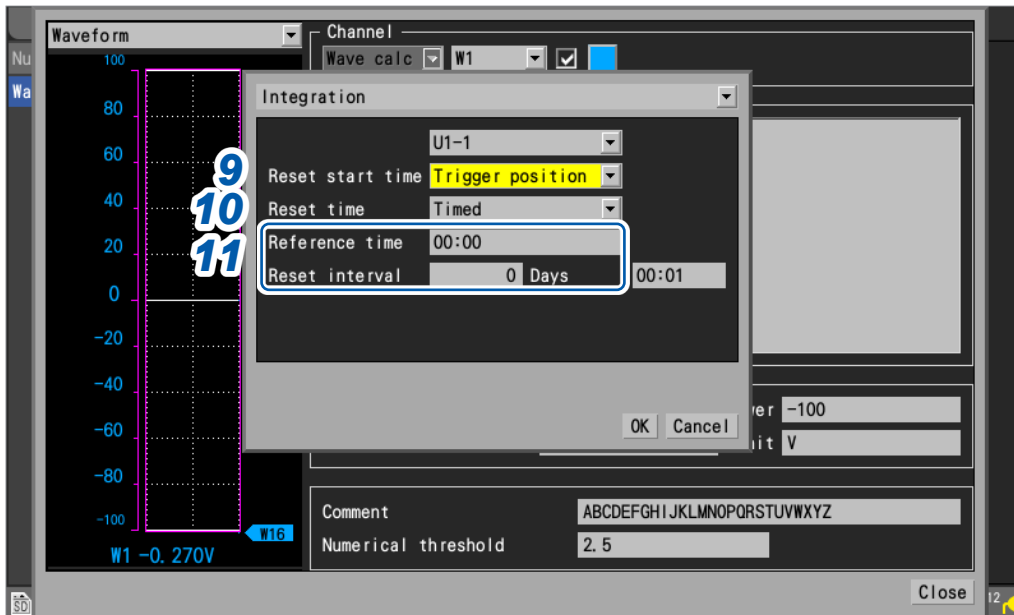 Waveform
Channel
Nu
100
Wave calc W1
Wa
Integration
80
U1-1
60
9 Reset start time Trigger position
40
10 Reset time Timed
20
11 Reference time 00:00
Reset interval 0 Days 00:01
0
-20
-40
er -100
OK Cancel
-60
it V
-80
Comment ABCDEFGHIJKLMNOPQRSTUVWXYZ
-100
W16
Numerical threshold 2.5
W1 -0.270V
Close
SD
12